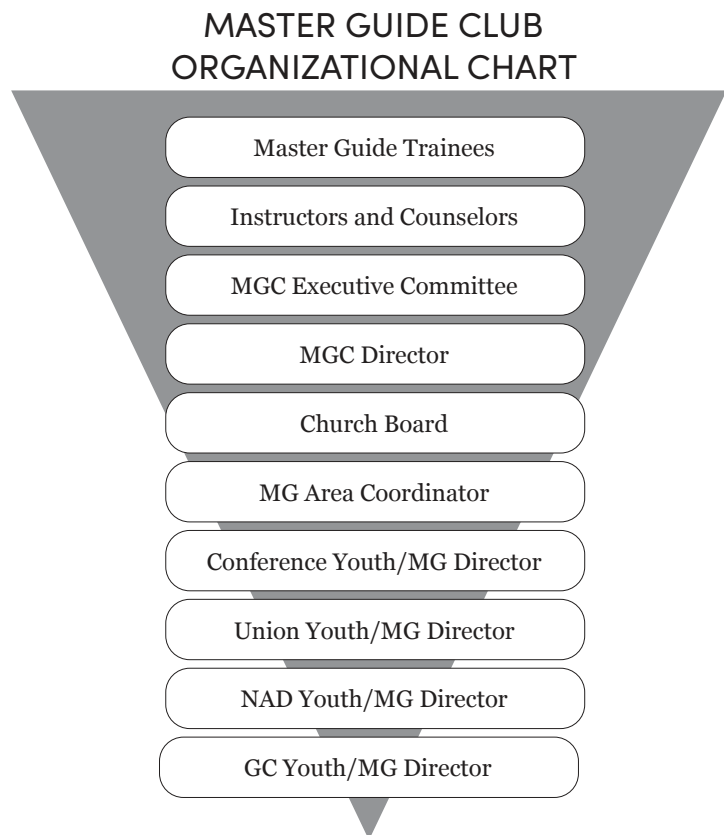 MASTER GUIDE CLUB
ORGANIZATIONAL CHART
Master Guide Trainees
Instructors and Counselors
MGC Executive Committee
MGC Director
Church Board
MG Area Coordinator
Conference Youth/MG Director
Union Youth/MG Director
NAD Youth/MG Director
GC Youth/MG Director